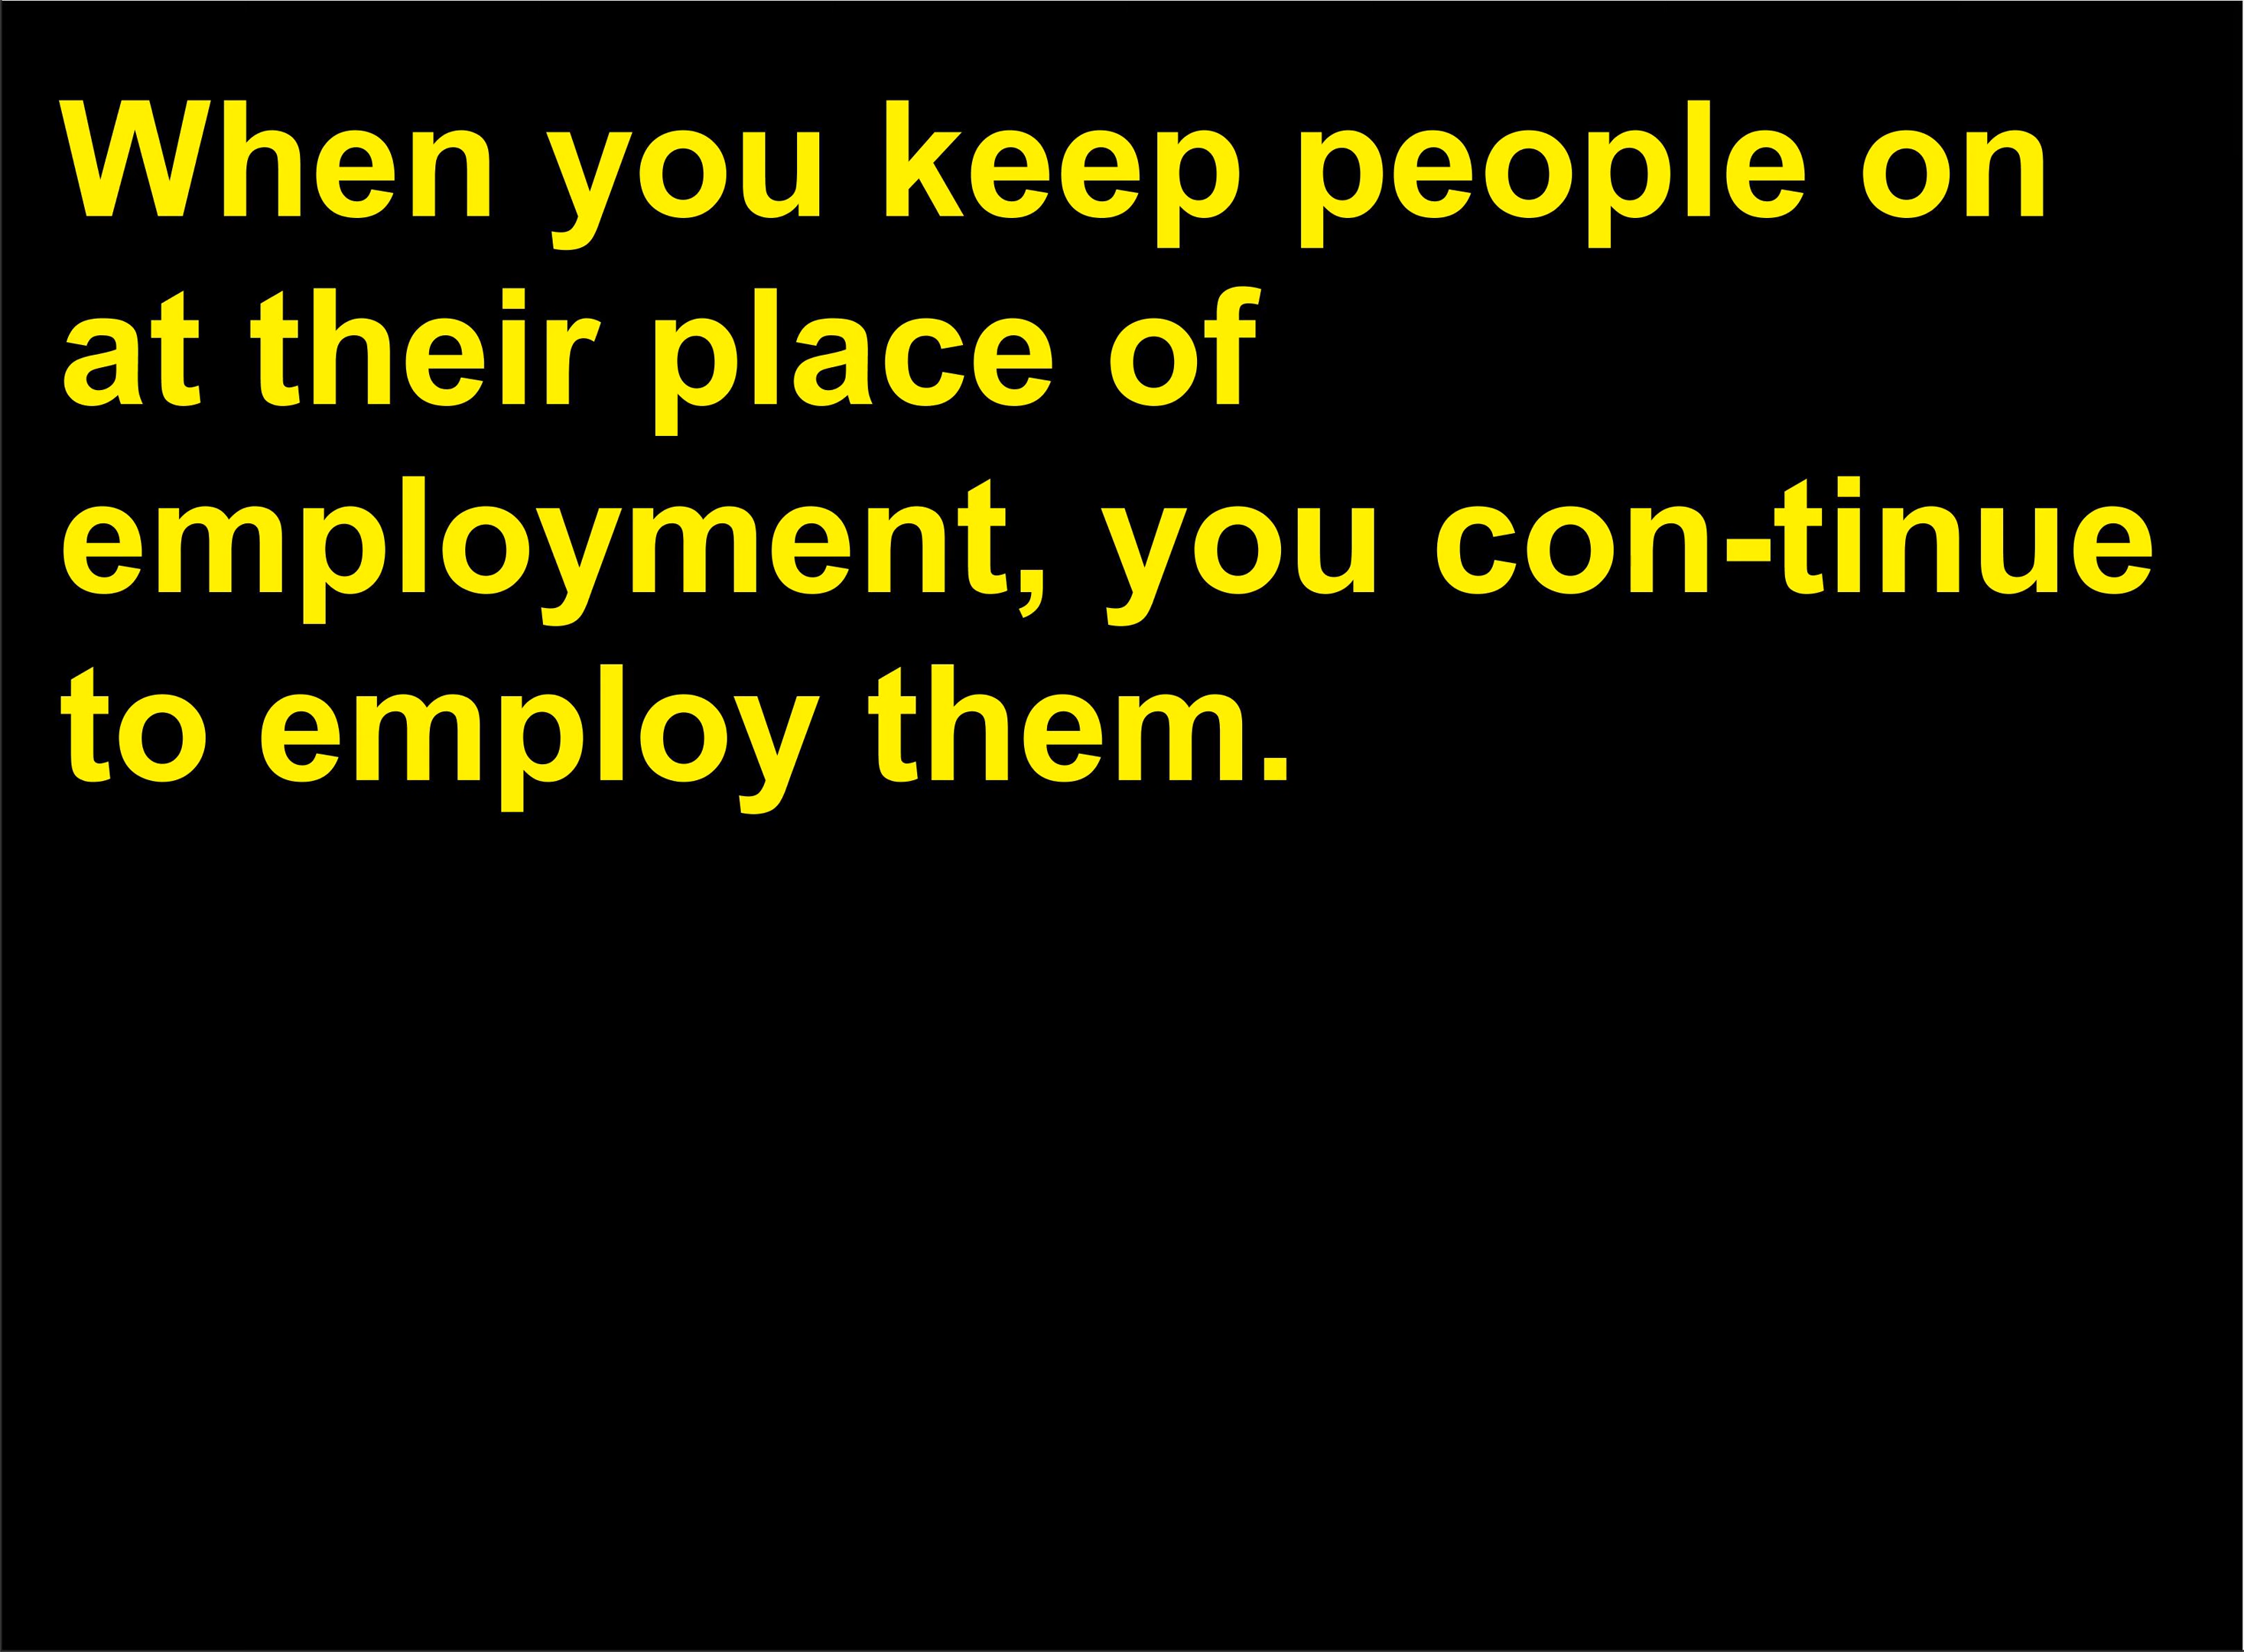 When you keep people on
at their place of
employment, you con-tinue
to employ them.